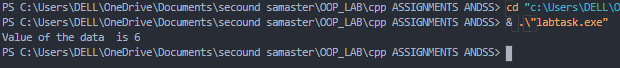 PS C:\Users\DELL\OneDrive\Documents\secound samaster\OOP_LAB\cpp ASSIGNMENTS ANDSS> cd "c:\Users\DELL\O
PS C:\Users\DELL\OneDrive\Documents\secound samaster\OOP_LAB\cpp ASSIGNMENTS ANDSS> & .\"labtask.exe"
Value of the data  is 6
PS C:\Users\DELL\OneDrive\Documents\secound samaster\OOP_LAB\cpp ASSIGNMENTS ANDSS>